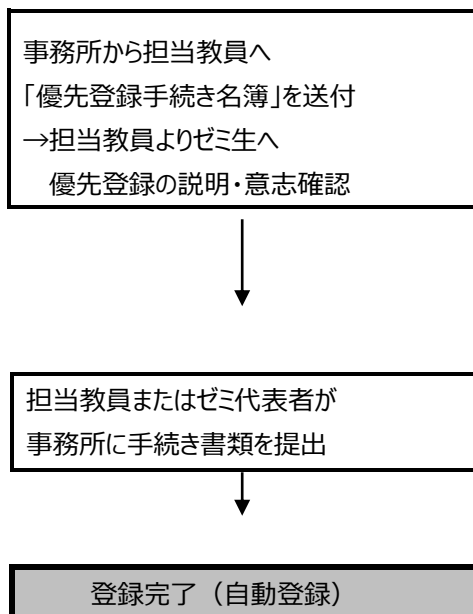 事務所から担当教員へ
「優先登録手続き名簿」を送付
→担当教員よりゼミ生へ
優先登録の説明・意志確認
担当教員またはゼミ代表者が
事務所に手続き書類を提出
登録完了（自動登録）